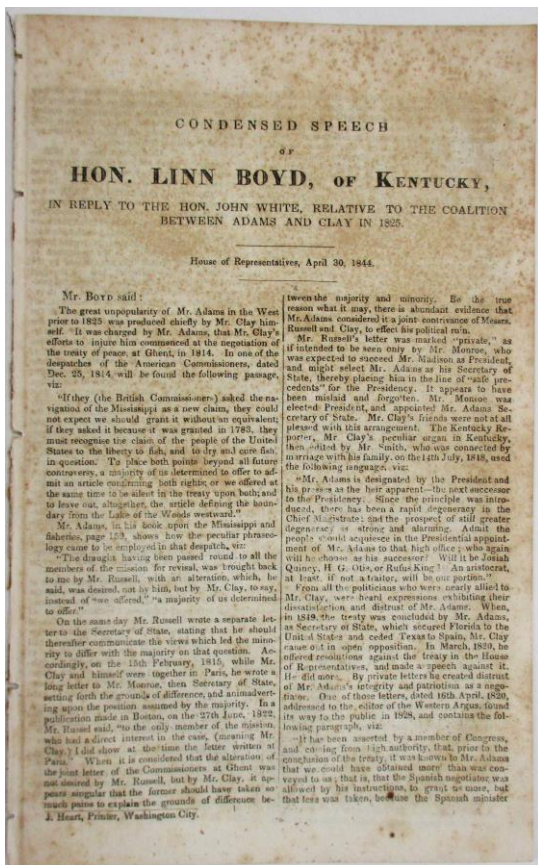 CONDENSED SPEECH
OF
HON. LINN BOYD, OF KENTUCKY,
IN REPLY TO THE HON. JOHN WHITE, RELATIVE TO THE COALITION
BETWEEN ADAMS AND CLAY IN 1825.
House of Representatives, April 30, 1844.
Mr. BOYD said:
The great unpopularity of Mr. Adams in the West
prior to 1825 was produced chiefly by Mr. Clay him-
self. It was charged by Mr. Adams, that Mr. Clay's
efforts to injure him commenced at the negotiation of
the treaty of peace, at Ghent, in 1814. In one of the
despatches of the American Commissioners, dated
Dec. 25, 1814, will be found the following passage,
viz:
"If they (the British Commissioners) asked the na-
vigation of the Mississippi as a new claim, they could
not expect we should grant it without an equivalent;
if they asked it because it was granted in 1783, they
must recognise the claim of the people of the United
States to the liberty to fish, and to dry and cure fish,
in question. To place both points beyond all future
controversy, a majority of us determined to offer to ad-
mit an article confirming both rights; or we offered at
the same time to be silent in the treaty upon both; and
to leave out, altogether, the article defining the boun-
dary from the Lake of the Woods westward."
Mr. Adams, in his book upon the Mississippi and
fisheries, page 152, shows how the peculiar phraseo-
logy came to be employed in that despatch, viz:
"The draught having been passed round to all the
members of the mission for revisal, was brought back
to me by Mr. Russell, with an alteration, which, he
said, was desired, not by him, but by Mr. Clay, to say,
instead of "we offered," "a majority of us determined
to offer."
On the same day Mr. Russell wrote a separate let-
ter to the Secretary of State, stating that he should
thereafter communicate the views which led the mino-
rity to differ with the majority on that question. Ac-
cordingly, on the 15th February, 1815, while Mr.
Clay and himself were together in Paris, he wrote a
long letter to Mr. Monroe, then Secretary of State,
setting forth the grounds of difference, and animadvert-
ing upon the position assumed by the majority. In a
publication made in Boston, on the 27th June, 1822,
Mr. Russel said, "to the only member of the mission,
who had a direct interest in the case, (meaning Mr.
Clay,) I did show at the time the letter written at
Paris." When it is considered that the alteration of
the joint letter of the Commissioners at Ghent was
not desired by Mr. Russell, but by Mr. Clay, it ap-
pears singular that the former should have taken so
much pains to explain the grounds of difference be-
J. Heart, Printer, Washington City.
tween the majority and minority. Be the true
reason what it may, there is abundant evidence that
Mr. Adams considered it a joint contrivance of Messrs.
Russell and Clay, to effect his political ruin.
Mr. Russell's letter was marked "private," as
if intended to be seen only by Mr. Monroe, who
was expected to succeed Mr. Madison as President,
and might select Mr. Adams as his Secretary of
State, thereby placing him in the line of "safe pre-
cedents" for the Presidency. It appears to have
been mislaid and forgotten. Mr. Monroe was
elected President, and appointed Mr. Adams Se-
cretary of State. Mr. Clay's friends were not at all
pleased with this arrangement. The Kentucky Re-
porter, Mr. Clay's peculiar organ in Kentucky,
then edited by Mr. Smith, who was connected by
marriage with his family, on the 14th July, 1818, used
the following language, viz:
"Mr. Adams is designated by the President and
his presses as the heir apparent—the next successor
to the Presidency. Since the principle was intro-
duced, there has been a rapid degeneracy in the
Chief Magistrate; and the prospect of still greater
degeneracy is strong and alarming. Admit the
people should acquiesce in the Presidential appoint-
ment of Mr. Adams to that high office; who again
will he choose as his successor? Will it be Josiah
Quincy, H. G. Otis, or Rufus King? An aristocrat,
at least, if not a traitor, will be our portion."
From all the politicians who were nearly allied to
Mr. Clay, were heard expressions exhibiting their
dissatisfaction and distrust of Mr. Adams. When,
in 1819, the treaty was concluded by Mr. Adams,
as Secretary of State, which secured Florida to the
United States and ceded Texas to Spain, Mr. Clay
came out in open opposition. In March, 1820, he
offered resolutions against the treaty in the House
of Representatives, and made a speech against it.
He did more. By private letters he created distrust
of Mr. Adams's integrity and patriotism as a nego-
tiator. One of those letters, dated 16th April, 1820,
addressed to the editor of the Western Argus, found
its way to the public in 1828, and contains the fol-
lowing paragraph, viz:
"It has been asserted by a member of Congress,
and coming from high authority, that, prior to the
conclusion of the treaty, it was known to Mr. Adams
that we could have obtained more than was con-
veyed to us; that is, that the Spanish negotiator was
allowed by his instructions, to grant us more, but
that less was taken, because the Spanish minister